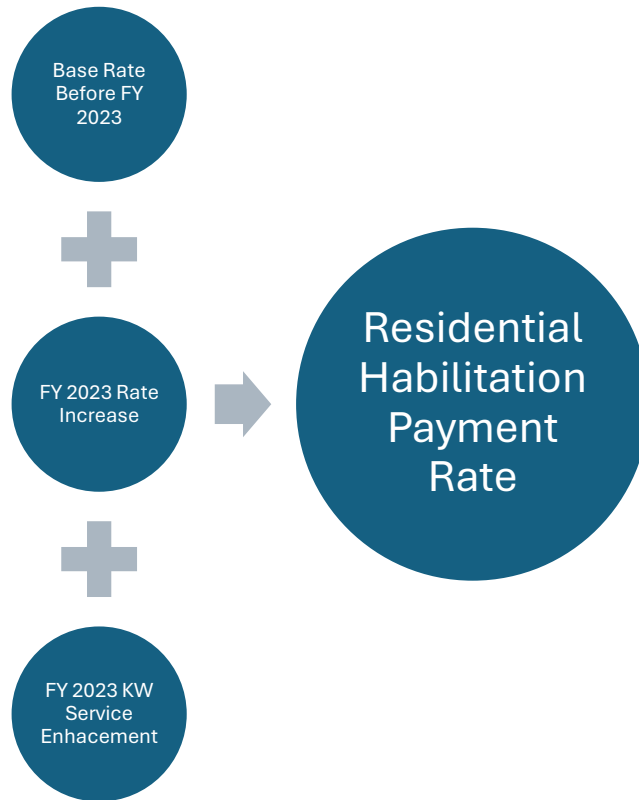 Base Rate
Before FY
2023
FY 2023 Rate
Increase
FY 2023 KW
Service
Enhacement
Residential
Habilitation
Payment
Rate